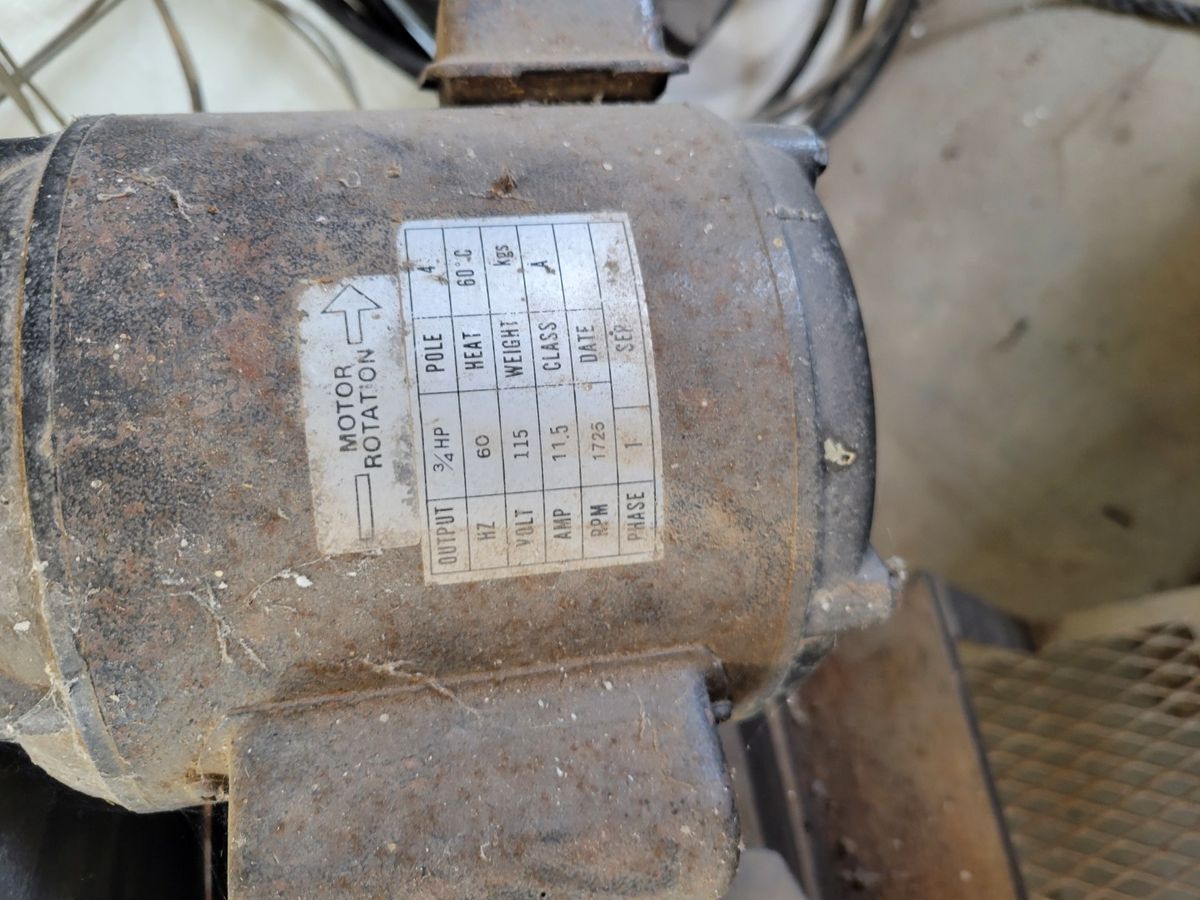 MOTOR
ROTATION
OUTPUT 3/4 HP POLE 4
HZ 60 HEAT 60°C
VOLT 115 WEIGHT Kgs
AMP 11.5 CLASS A
RPM 1725 DATE
PHASE 1 SEP